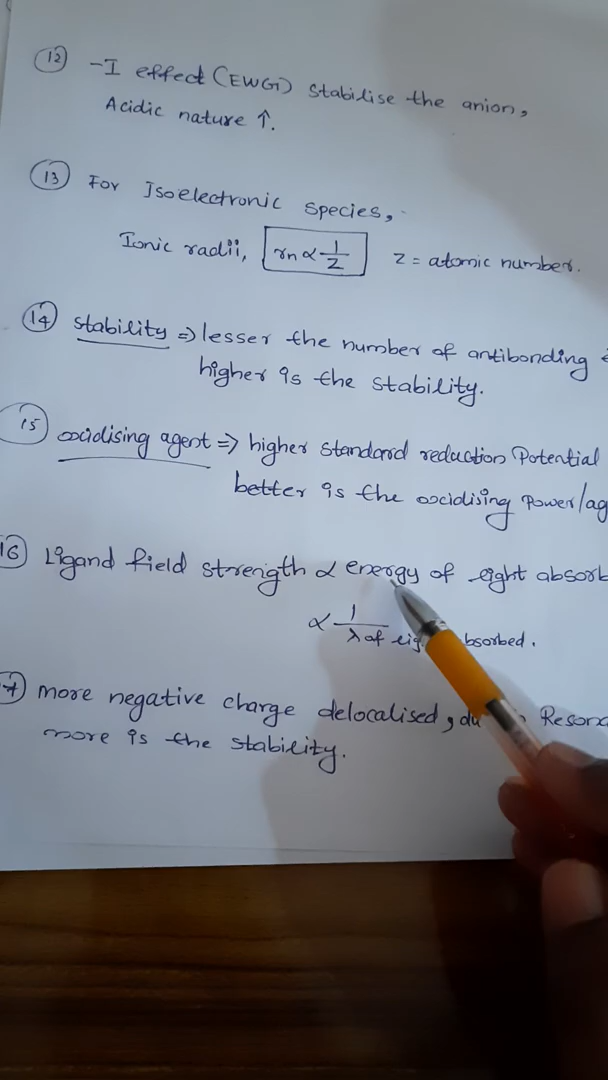 (12) -I effect (EWG) stabilise the anion,
Acidic nature ↑.
(13) For Isoelectronic species,
Ionic radii, rn ∝ 1/Z Z = atomic number.
(14) stability ⇒ lesser the number of antibonding
higher is the stability.
15) oxidising agent ⇒ higher standard reduction Potential
better is the oxidising Power/ag
16) Ligand field strength ∝ energy of light absorb
∝ 1/λ of absorbed.
7) more negative charge delocalised, Reson
more is the stability.